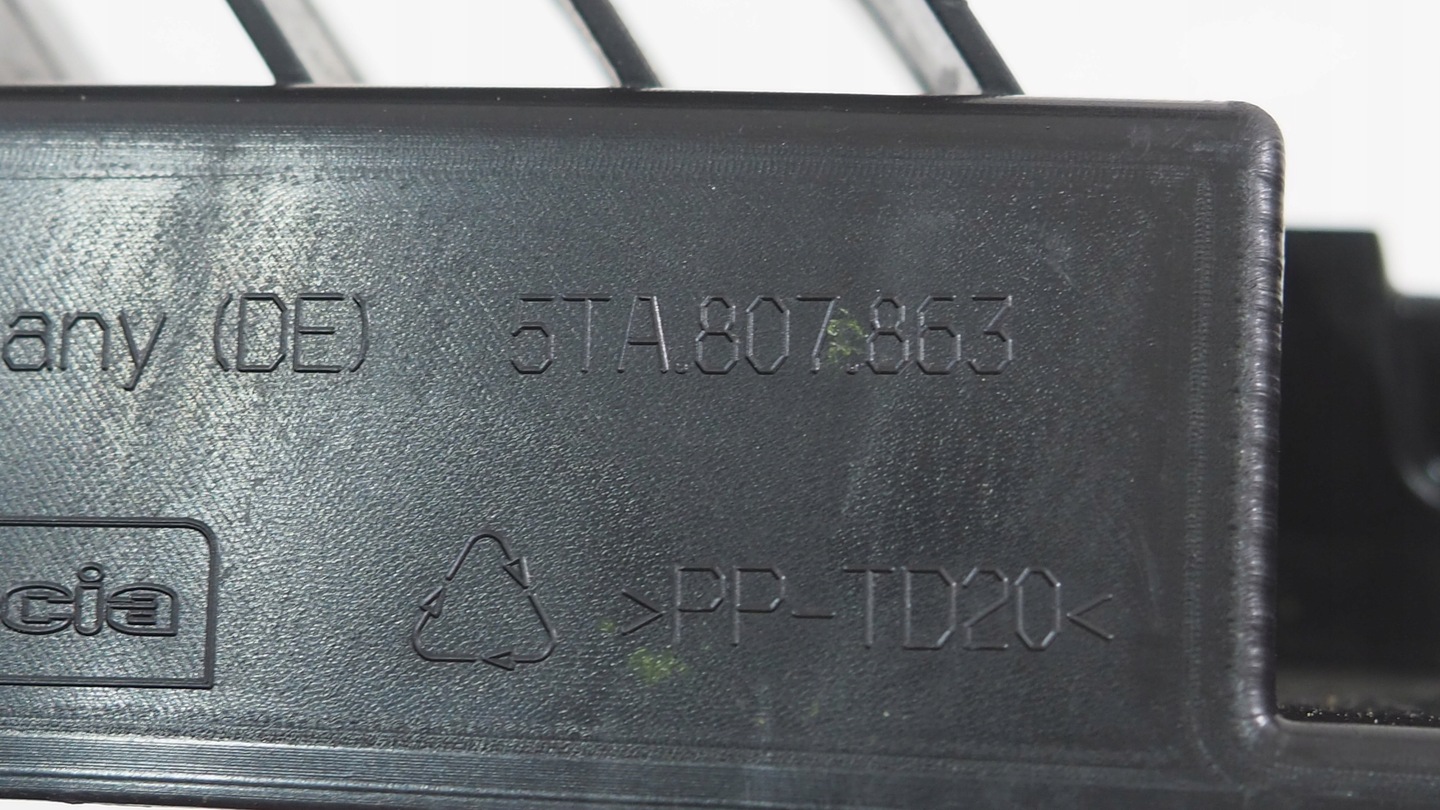 any (DE) 5TA.807.863
cia >PP-TD20<